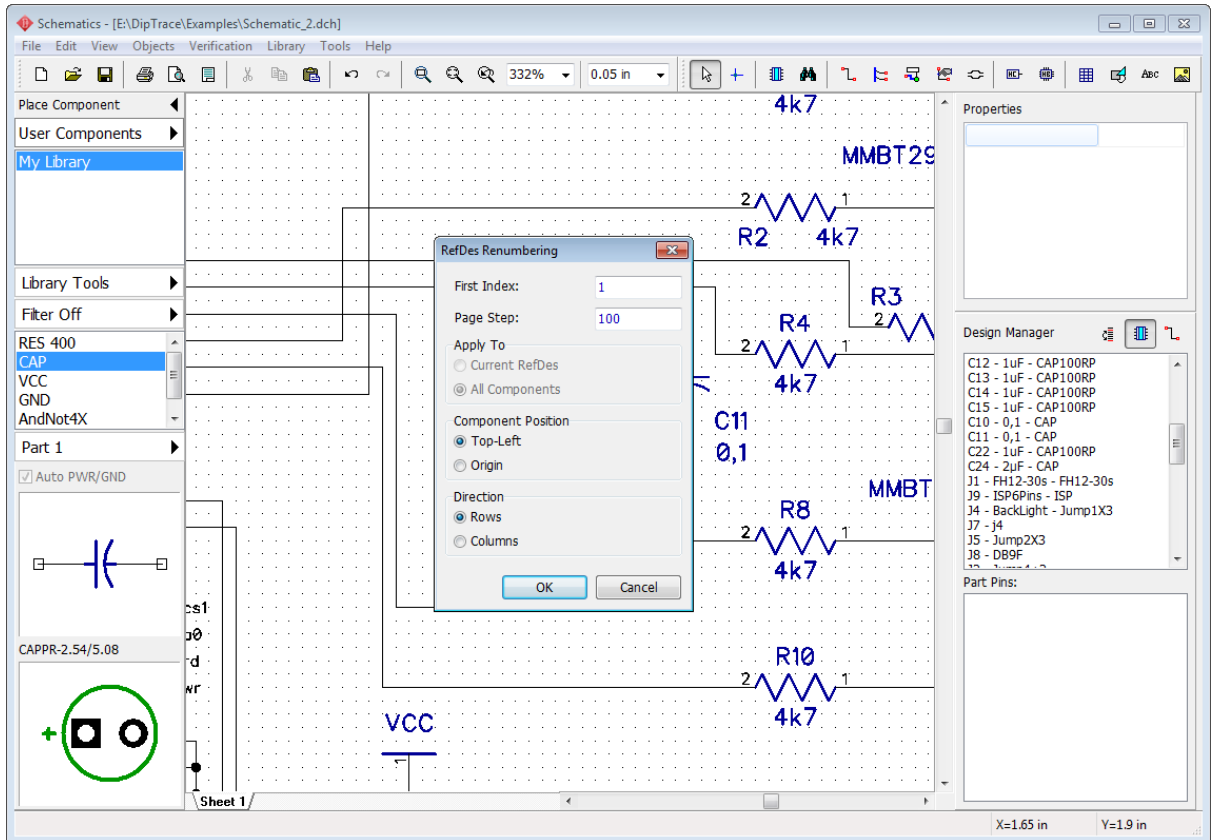 Schematics - [E:\DipTrace\Examples\Schematic_2.dch]
File Edit View Objects Verification Library Tools Help
332% 0.05 in ABC
Place Component
User Components
My Library
Library Tools
Filter Off
RES 400
CAP
VCC
GND
AndNot4X
Part 1
Auto PWR/GND
CAPPR-2.54/5.08
+
4k7
MMBT29
2 1
R2 4k7
R3
2
R4
2 1
4k7
C11
0,1
MMBT
R8
2 1
4k7
R10
2 1
4k7
VCC
1
cs1
a0
rd
wr
Sheet 1
RefDes Renumbering
First Index: 1
Page Step: 100
Apply To
Current RefDes
All Components
Component Position
Top-Left
Origin
Direction
Rows
Columns
OK Cancel
Properties
Design Manager
C12 - 1uF - CAP100RP
C13 - 1uF - CAP100RP
C14 - 1uF - CAP100RP
C15 - 1uF - CAP100RP
C10 - 0,1 - CAP
C11 - 0,1 - CAP
C22 - 1uF - CAP100RP
C24 - 2µF - CAP
J1 - FH12-30s - FH12-30s
J9 - ISP6Pins - ISP
J4 - BackLight - Jump1X3
J7 - j4
J5 - Jump2X3
J8 - DB9F
Part Pins:
X=1.65 in Y=1.9 in